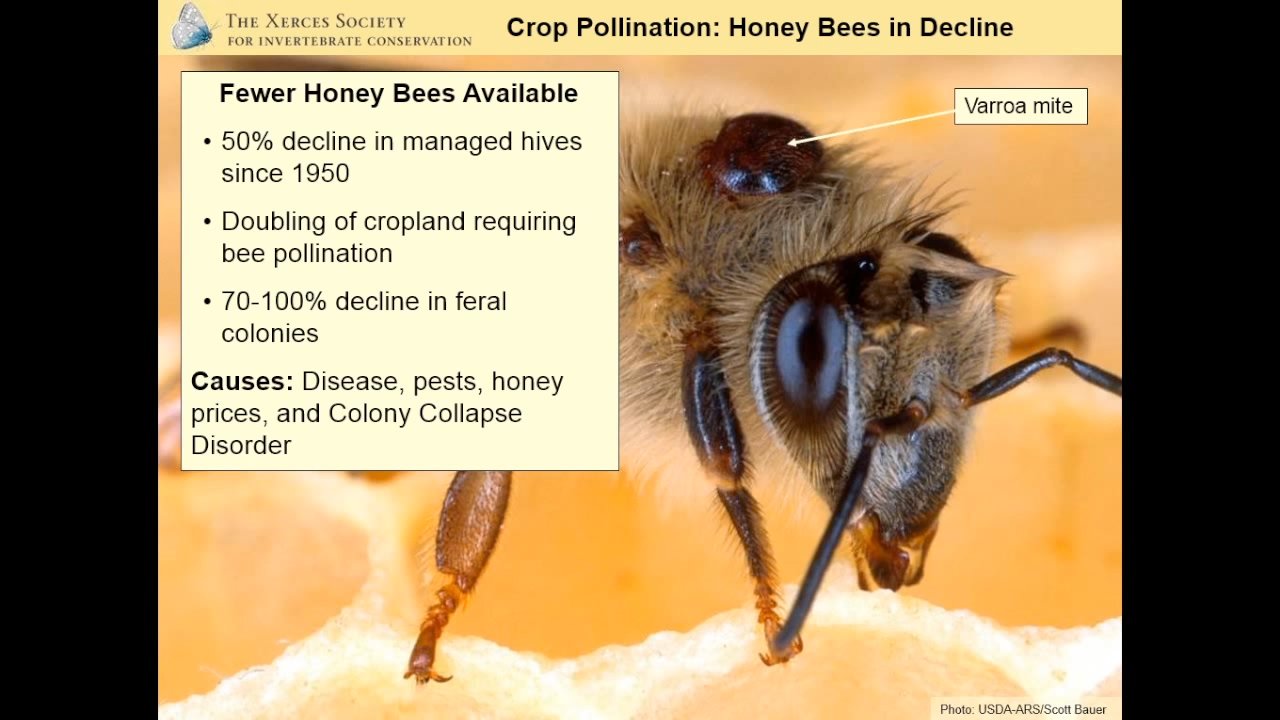 THE XERCES SOCIETY
FOR INVERTEBRATE CONSERVATION
Crop Pollination: Honey Bees in Decline
Fewer Honey Bees Available
• 50% decline in managed hives
since 1950
• Doubling of cropland requiring
bee pollination
• 70-100% decline in feral
colonies
Causes: Disease, pests, honey
prices, and Colony Collapse
Disorder
Varroa mite
Photo: USDA-ARS/Scott Bauer